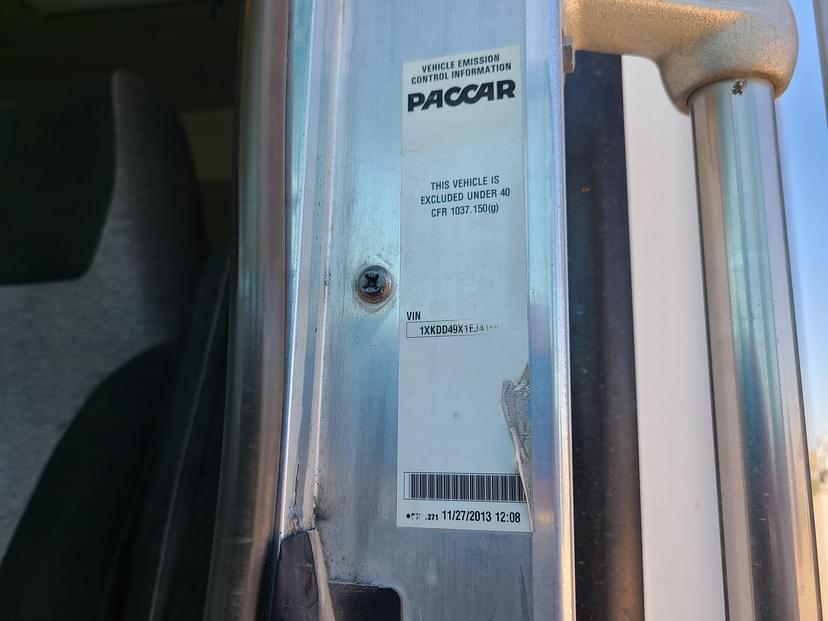 VEHICLE EMISSION
CONTROL INFORMATION
PACCAR
THIS VEHICLE IS
EXCLUDED UNDER 40
CFR 1037.150(g)
VIN
11/27/2013 12:08